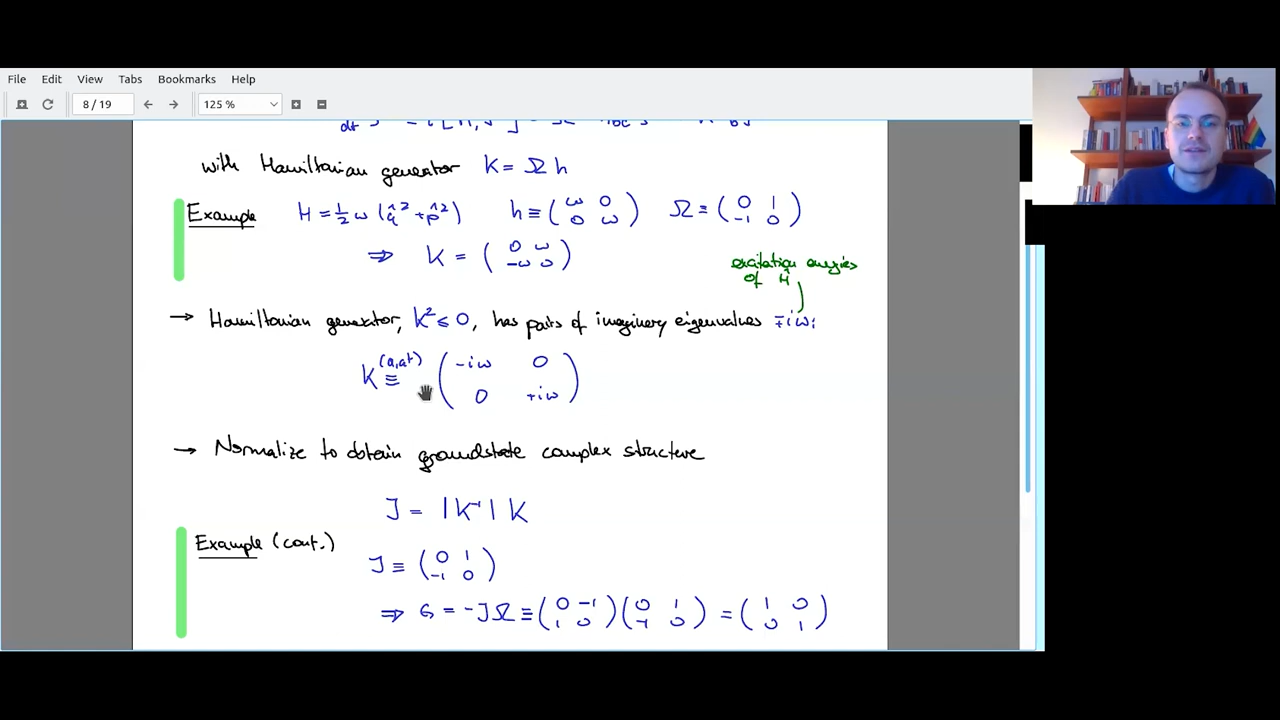 File Edit View Tabs Bookmarks Help
8 / 19 125 %
with Hamiltonian generator K = Ω h
Example H = 1/2 ω (q̂² + p̂²) h ≡ (ω 0; 0 ω) Ω ≡ (0 1; -1 0)
⇒ K = (0 ω; -ω 0)
excitation energies
of Ĥ
→ Hamiltonian generator, K² ≤ 0, has pairs of imaginary eigenvalues ∓iωᵢ
K ≡ (a,a†) (-iω 0; 0 +iω)
→ Normalize to obtain groundstate complex structure
J = |K⁻¹| K
Example (cont.)
J ≡ (0 1; -1 0)
⇒ G = -JΩ ≡ (0 -1; 1 0)(0 1; -1 0) = (1 0; 0 1)